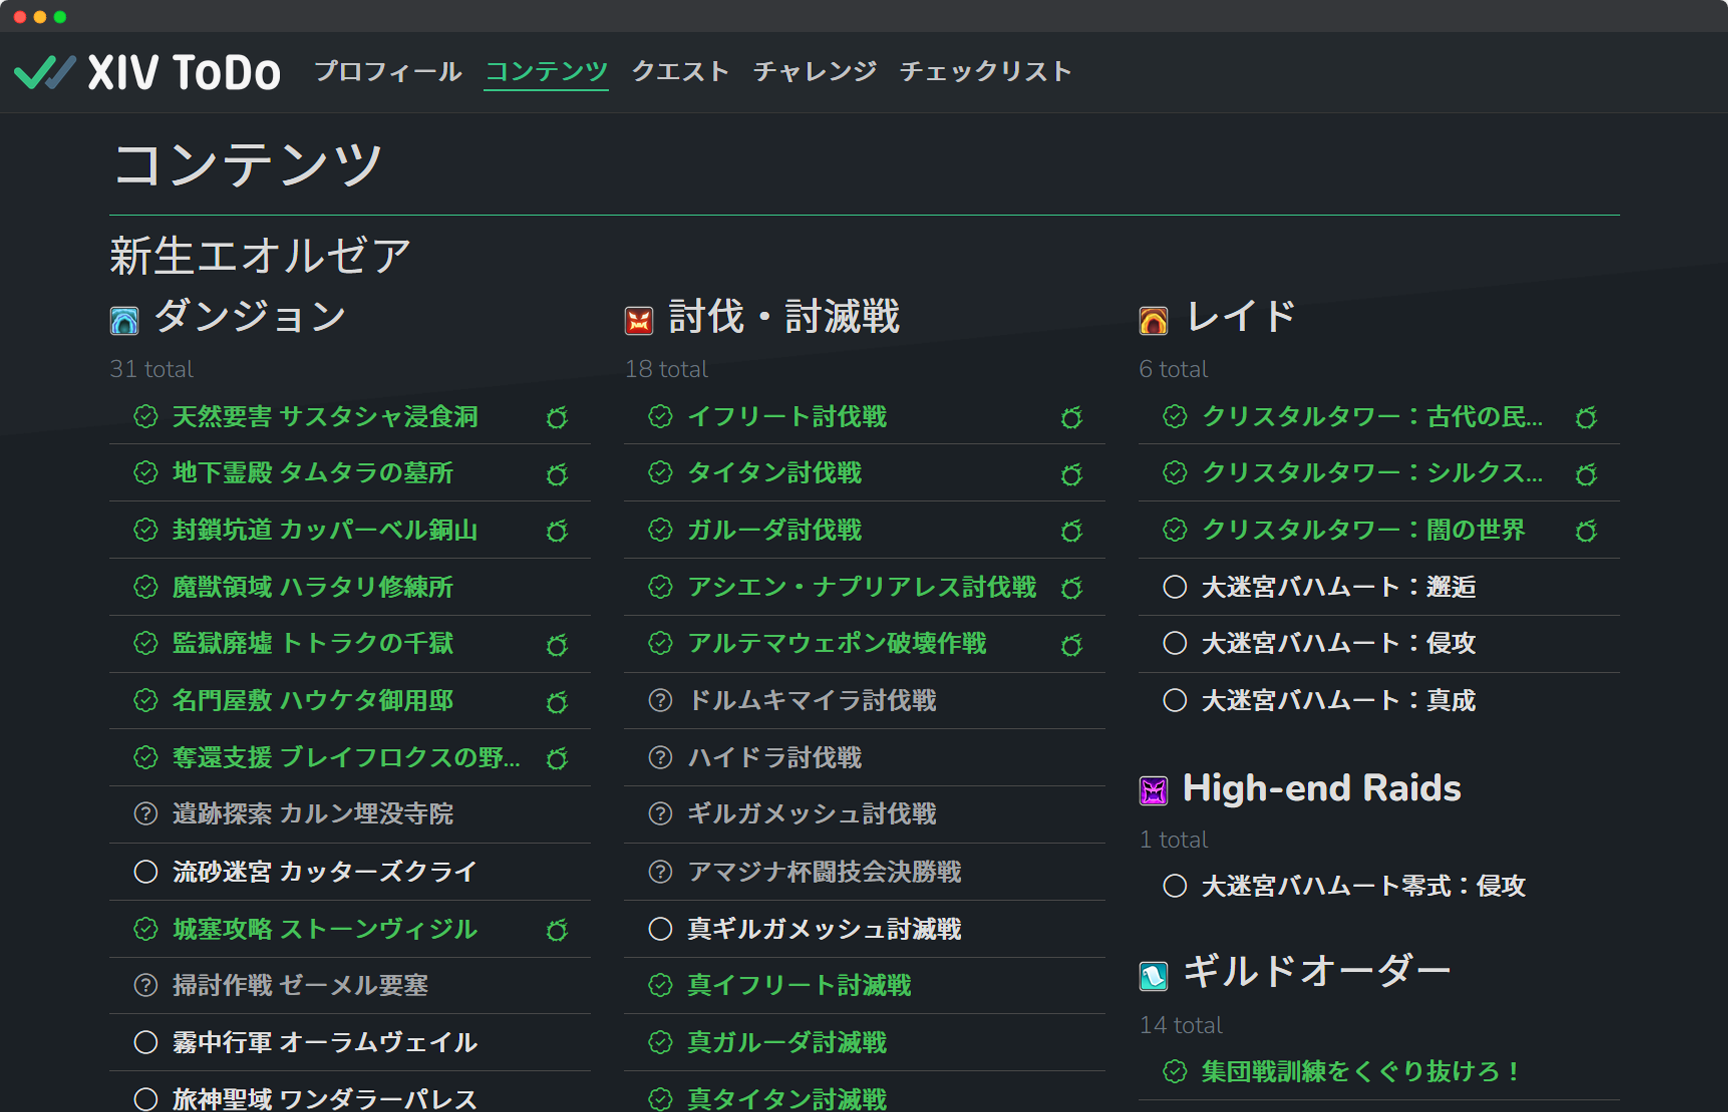 XIV ToDo
プロフィール
コンテンツ
クエスト
チャレンジ
チェックリスト
コンテンツ
新生エオルゼア
ダンジョン
31 total
天然要害 サスタシャ浸食洞
地下霊殿 タムタラの墓所
封鎖坑道 カッパーベル銅山
魔獣領域 ハラタリ修練所
監獄廃墟 トトラクの千獄
名門屋敷 ハウケタ御用邸
奪還支援 ブレイフロクスの野...
遺跡探索 カルン埋没寺院
流砂迷宮 カッターズクライ
城塞攻略 ストーンヴィジル
掃討作戦 ゼーメル要塞
霧中行軍 オーラムヴェイル
旅神聖域 ワンダラーパレス
討伐・討滅戦
18 total
イフリート討伐戦
タイタン討伐戦
ガルーダ討伐戦
アシエン・ナプリアレス討伐戦
アルテマウェポン破壊作戦
ドルムキマイラ討伐戦
ハイドラ討伐戦
ギルガメッシュ討伐戦
アマジナ杯闘技会決勝戦
真ギルガメッシュ討滅戦
真イフリート討滅戦
真ガルーダ討滅戦
真タイタン討滅戦
レイド
6 total
クリスタルタワー：古代の民...
クリスタルタワー：シルクス...
クリスタルタワー：闇の世界
大迷宮バハムート：邂逅
大迷宮バハムート：侵攻
大迷宮バハムート：真成
High-end Raids
1 total
大迷宮バハムート零式：侵攻
ギルドオーダー
14 total
集団戦訓練をくぐり抜けろ！